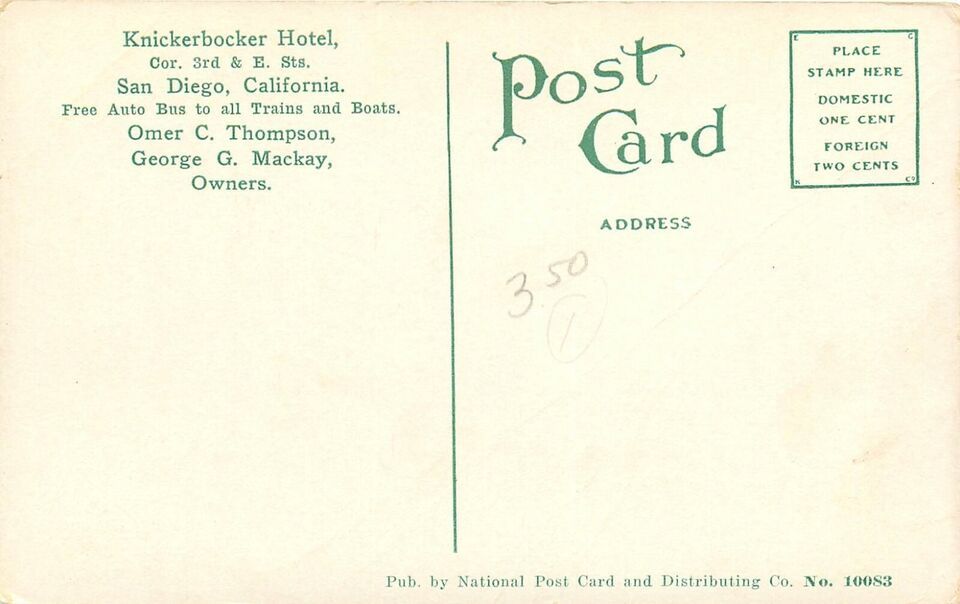 Knickerbocker Hotel,
Cor. 3rd & E. Sts.
San Diego, California.
Free Auto Bus to all Trains and Boats.
Omer C. Thompson,
George G. Mackay,
Owners.
Post
Card
E C
PLACE
STAMP HERE
DOMESTIC
ONE CENT
FOREIGN
TWO CENTS
K Co
ADDRESS
3 50
1
Pub. by National Post Card and Distributing Co. No. 10083